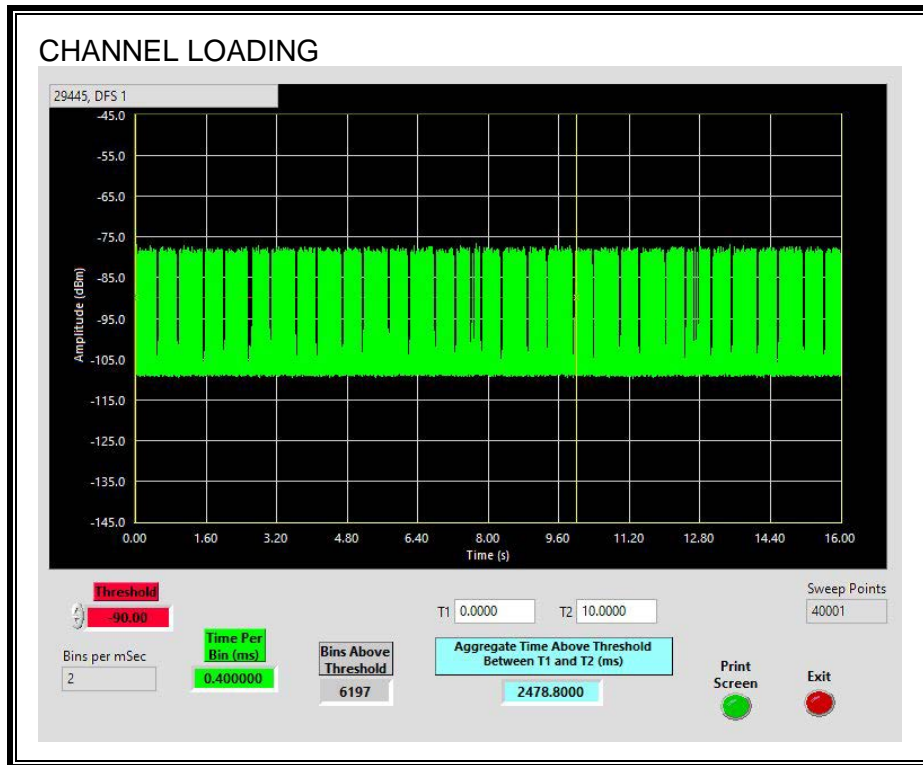 CHANNEL LOADING
29445, DFS 1
-45.0
-55.0
-65.0
-75.0
-85.0
-95.0
-105.0
-115.0
-125.0
-135.0
-145.0
Amplitude (dBm)
0.00 1.60 3.20 4.80 6.40 8.00 9.60 11.20 12.80 14.40 16.00
Time (s)
Threshold
-90.00
Bins per mSec
2
Time Per
Bin (ms)
0.400000
Bins Above
Threshold
6197
T1 0.0000 T2 10.0000
Aggregate Time Above Threshold
Between T1 and T2 (ms)
2478.8000
Sweep Points
40001
Print
Screen
Exit